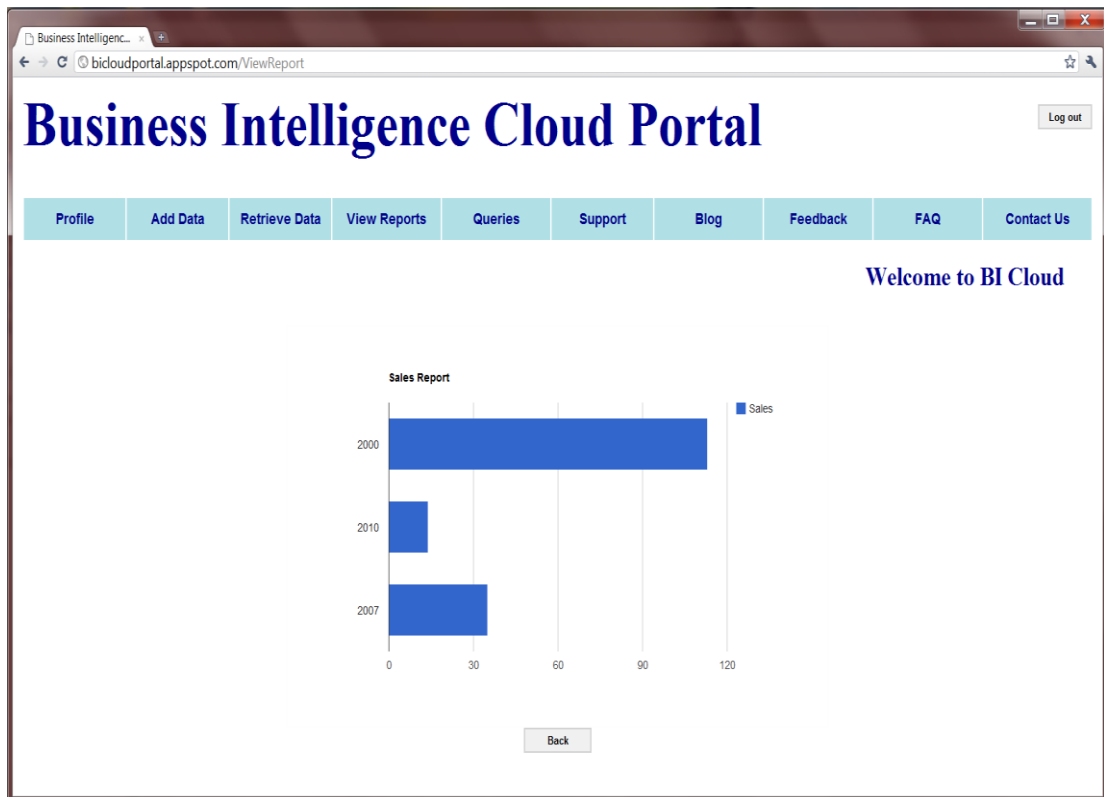 Business Intelligenc...
bicloudportal.appspot.com/ViewReport
Business Intelligence Cloud Portal
Log out
Profile Add Data Retrieve Data View Reports Queries Support Blog Feedback FAQ Contact Us
Welcome to BI Cloud
Sales Report
Sales
2000
2010
2007
0 30 60 90 120
Back